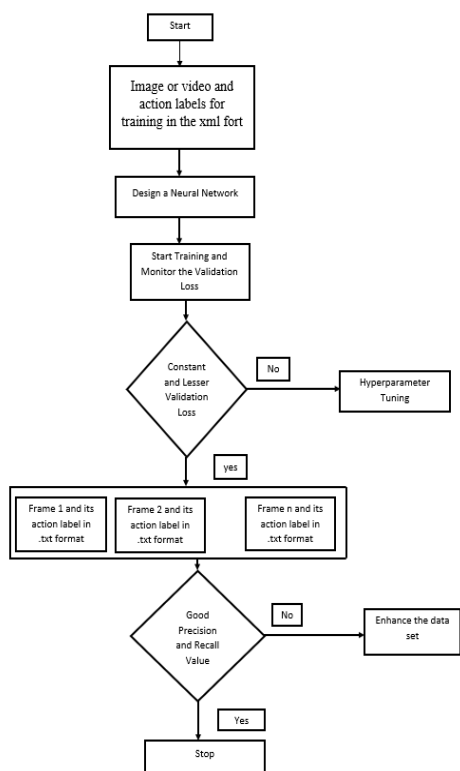 Start
Image or video and
action labels for
training in the xml fort
Design a Neural Network
Start Training and
Monitor the Validation
Loss
Constant
and Lesser
Validation
Loss
No
Hyperparameter
Tuning
yes
Frame 1 and its
action label in
.txt format
Frame 2 and its
action label in
.txt format
Frame n and its
action label in
.txt format
Good
Precision
and Recall
Value
No
Enhance the data
set
Yes
Stop